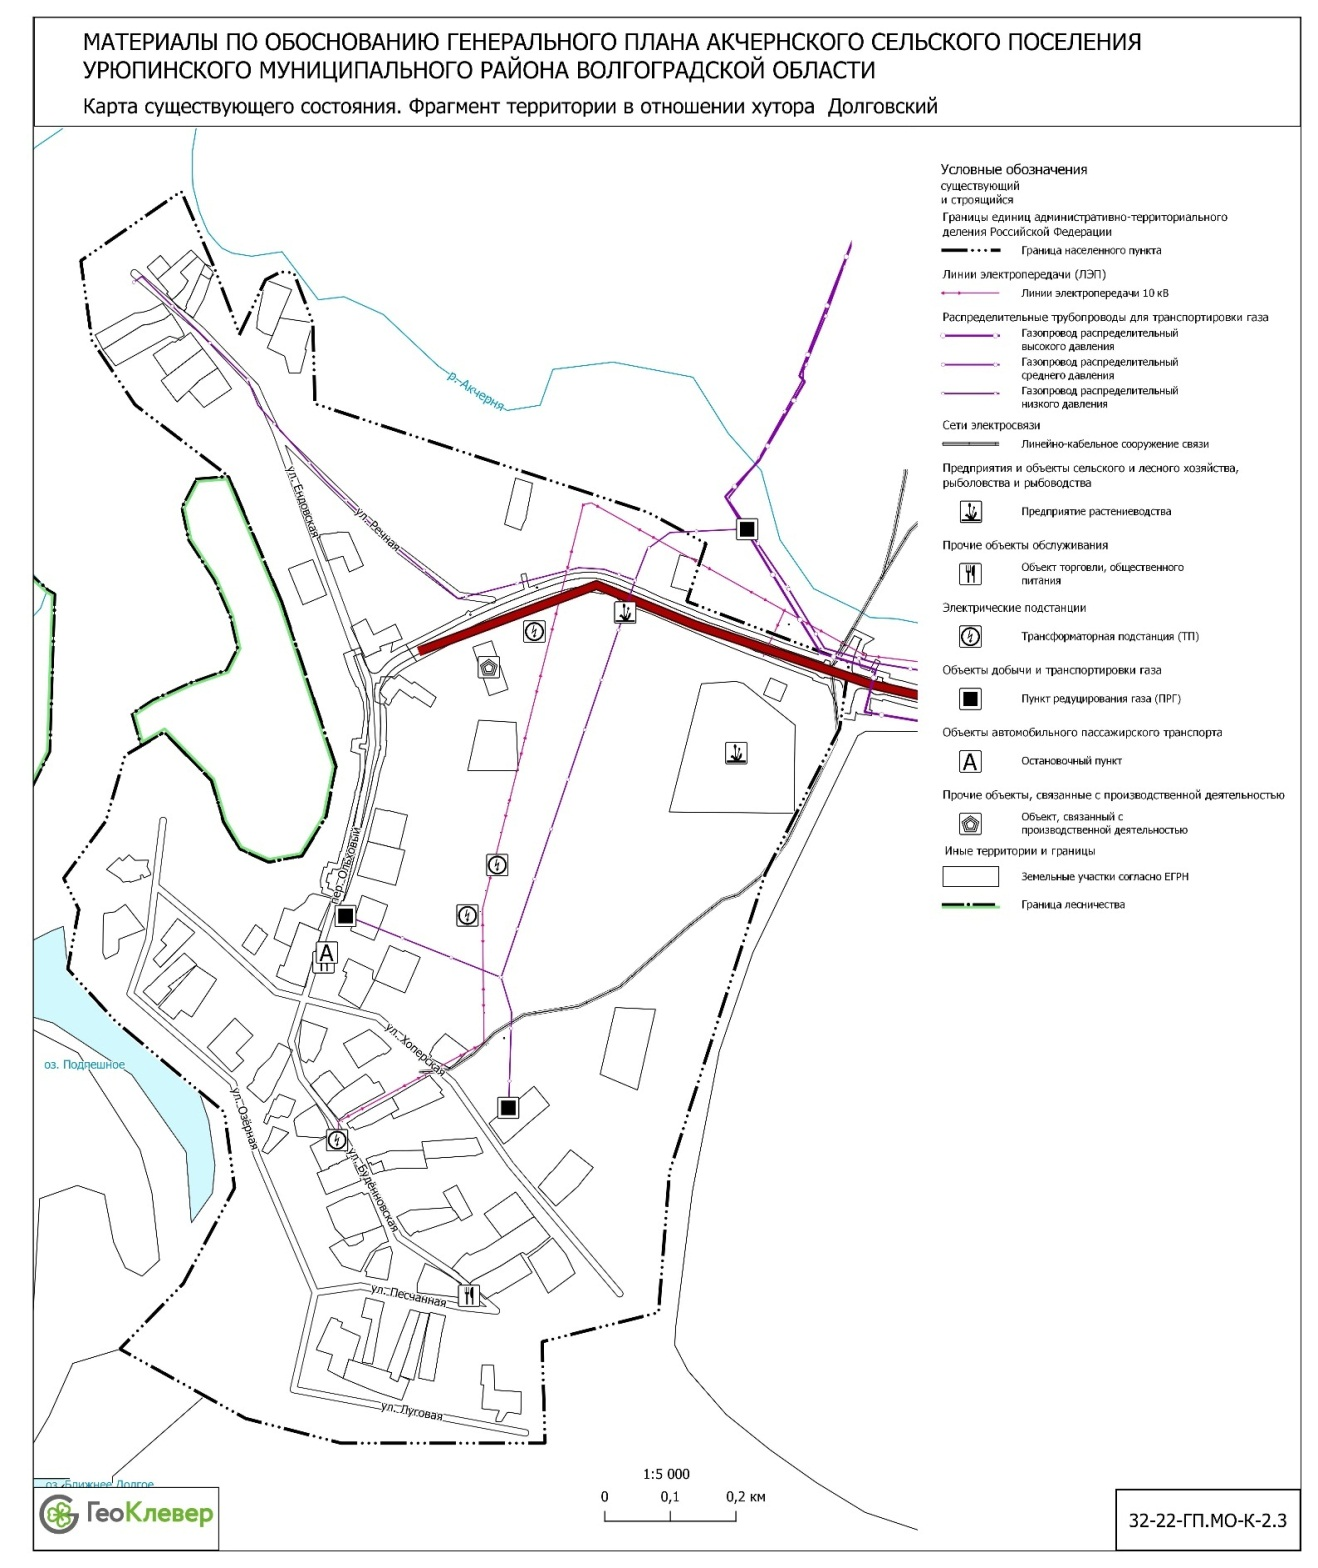 МАТЕРИАЛЫ ПО ОБОСНОВАНИЮ ГЕНЕРАЛЬНОГО ПЛАНА АКЧЕРНСКОГО СЕЛЬСКОГО ПОСЕЛЕНИЯ
УРЮПИНСКОГО МУНИЦИПАЛЬНОГО РАЙОНА ВОЛГОГРАДСКОЙ ОБЛАСТИ
Карта существующего состояния. Фрагмент территории в отношении хутора Долговский
Условные обозначения
существующий
и строящийся
Границы единиц административно-территориального
деления Российской Федерации
Граница населенного пункта
Линии электропередачи (ЛЭП)
Линии электропередачи 10 кВ
Распределительные трубопроводы для транспортировки газа
Газопровод распределительный
высокого давления
Газопровод распределительный
среднего давления
Газопровод распределительный
низкого давления
Сети электросвязи
Линейно-кабельное сооружение связи
Предприятия и объекты сельского и лесного хозяйства,
рыболовства и рыбоводства
Предприятие растениеводства
Прочие объекты обслуживания
Объект торговли, общественного
питания
Электрические подстанции
Трансформаторная подстанция (ТП)
Объекты добычи и транспортировки газа
Пункт редуцирования газа (ПРГ)
Объекты автомобильного пассажирского транспорта
А
Остановочный пункт
Прочие объекты, связанные с производственной деятельностью
Объект, связанный с
производственной деятельностью
Иные территории и границы
Земельные участки согласно ЕГРН
Граница лесничества
р. Акчерня
ул. Ендовская
ул. Речная
пер. Ольховый
А
ул. Хоперская
оз. Подпешное
ул. Озёрная
ул. Будённовская
ул. Песчанная
ул. Луговая
оз. Ближнее Долгое
ГеоКлевер
1:5 000
0 0,1 0,2 км
32-22-ГП.МО-К-2.3